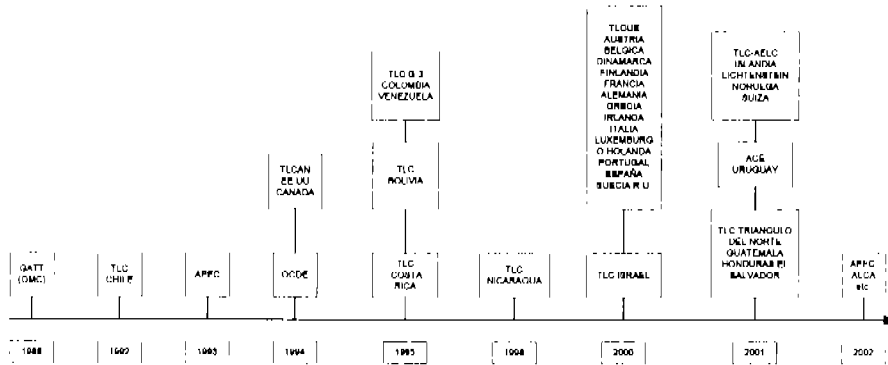 TLCUE
AUSTRIA
BELGICA
DINAMARCA
FINLANDIA
FRANCIA
ALEMANIA
GRECIA
IRLANDA
ITALIA
LUXEMBURG
O HOLANDA
PORTUGAL
ESPAÑA
SUECIA R U
TLC-AELC
ISLANDIA
LICHTENSTEIN
NORUEGA
SUIZA
TLC G 3
COLOMBIA
VENEZUELA
TLCAN
EE UU
CANADA
TLC
BOLIVIA
ACE
URUGUAY
GATT
(OMC)
TLC
CHILE
APEC
OCDE
TLC
COSTA
RICA
TLC
NICARAGUA
TLC ISRAEL
TLC TRIANGULO
DEL NORTE
GUATEMALA
HONDURAS El
SALVADOR
APEC
ALCA
etc
1992
1993
1994
1995
1998
2000
2001
2002